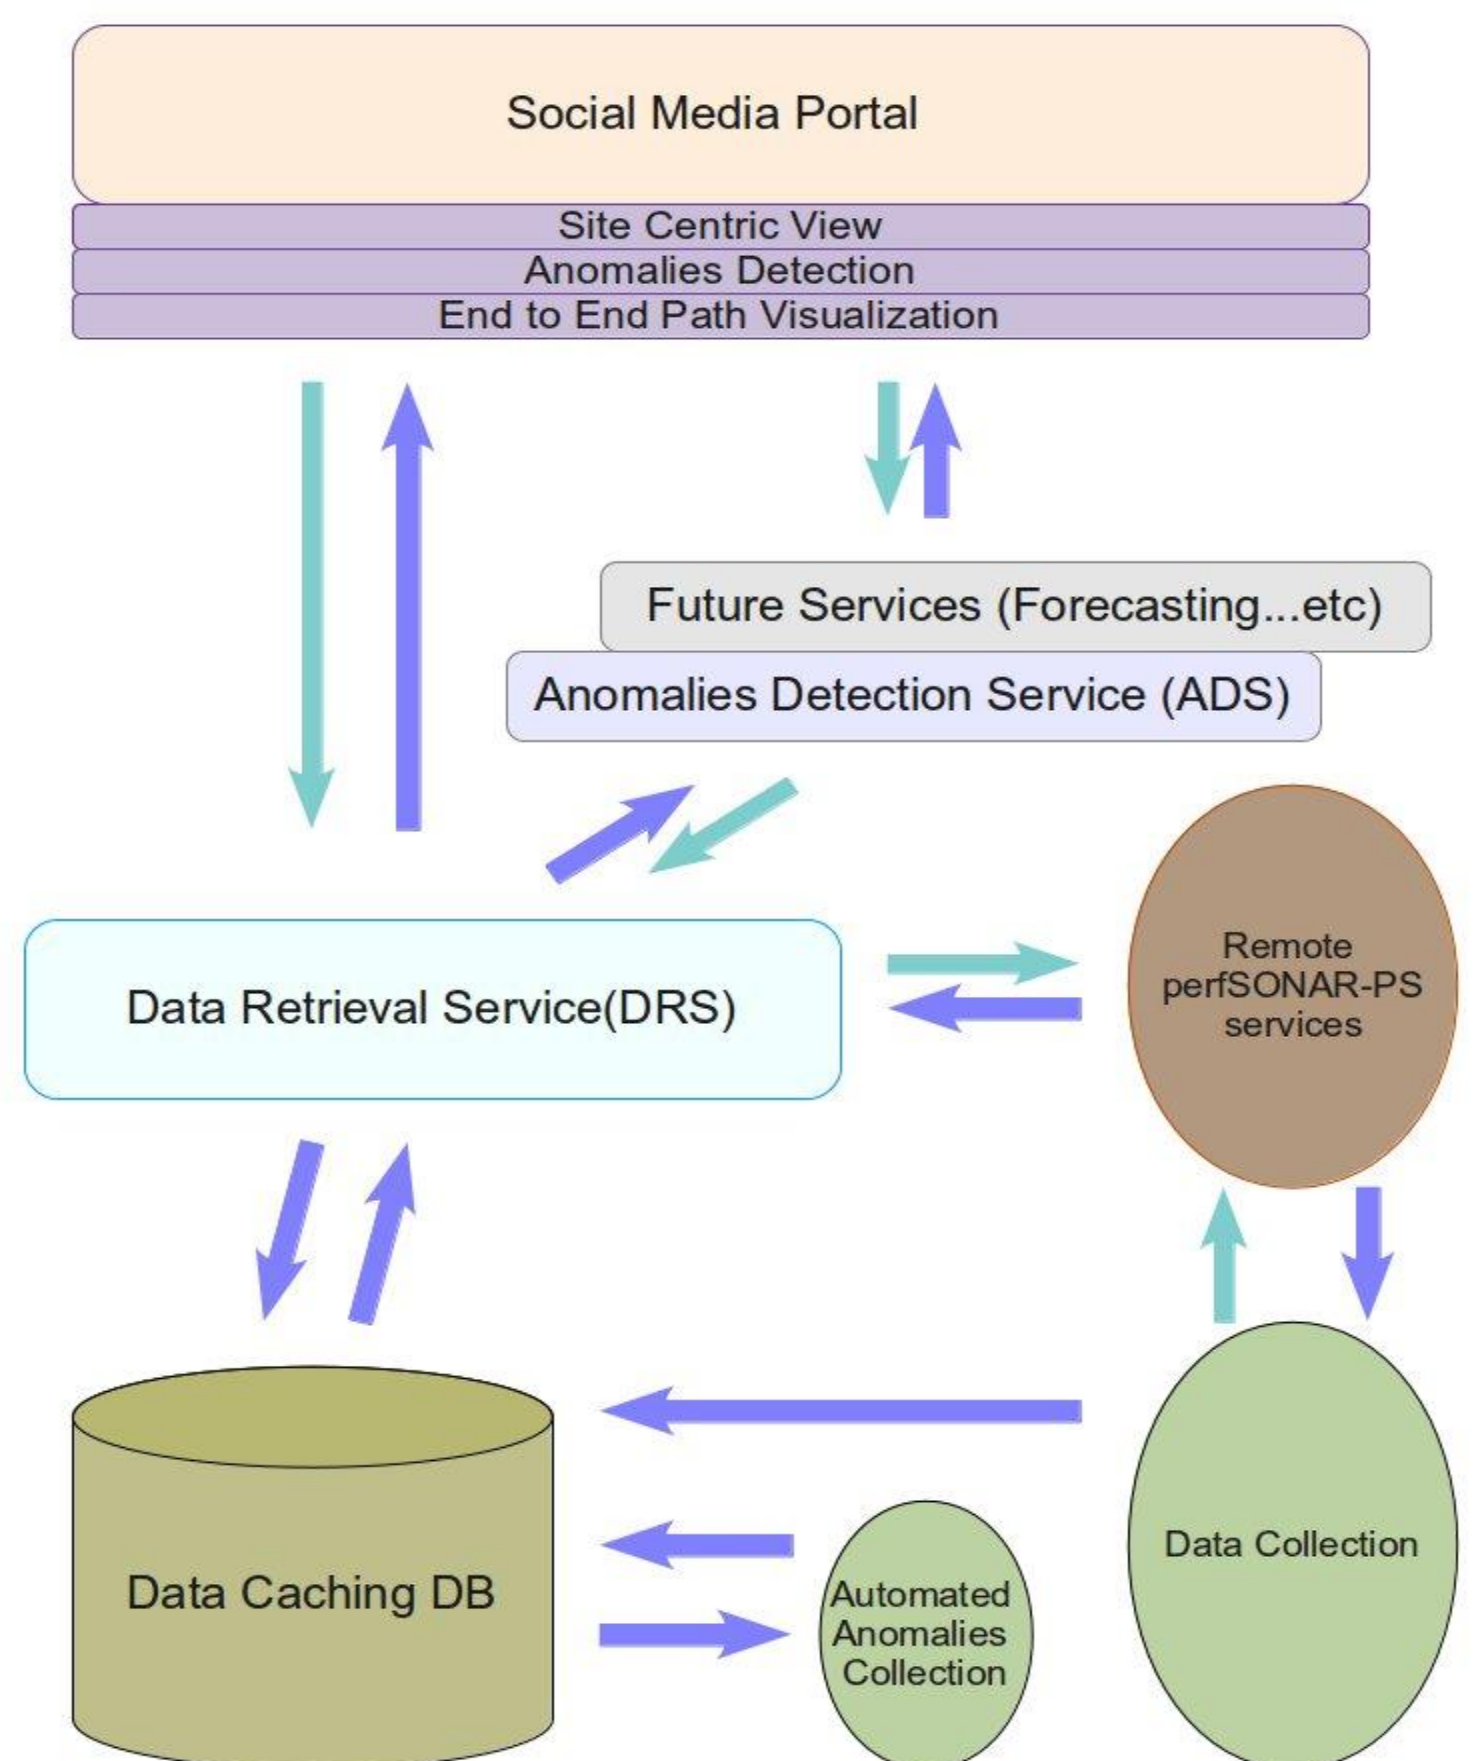 Social Media Portal
Site Centric View
Anomalies Detection
End to End Path Visualization
Future Services (Forecasting...etc)
Anomalies Detection Service (ADS)
Remote
perfSONAR-PS
services
Data Retrieval Service(DRS)
Data Collection
Data Caching DB
Automated
Anomalies
Collection